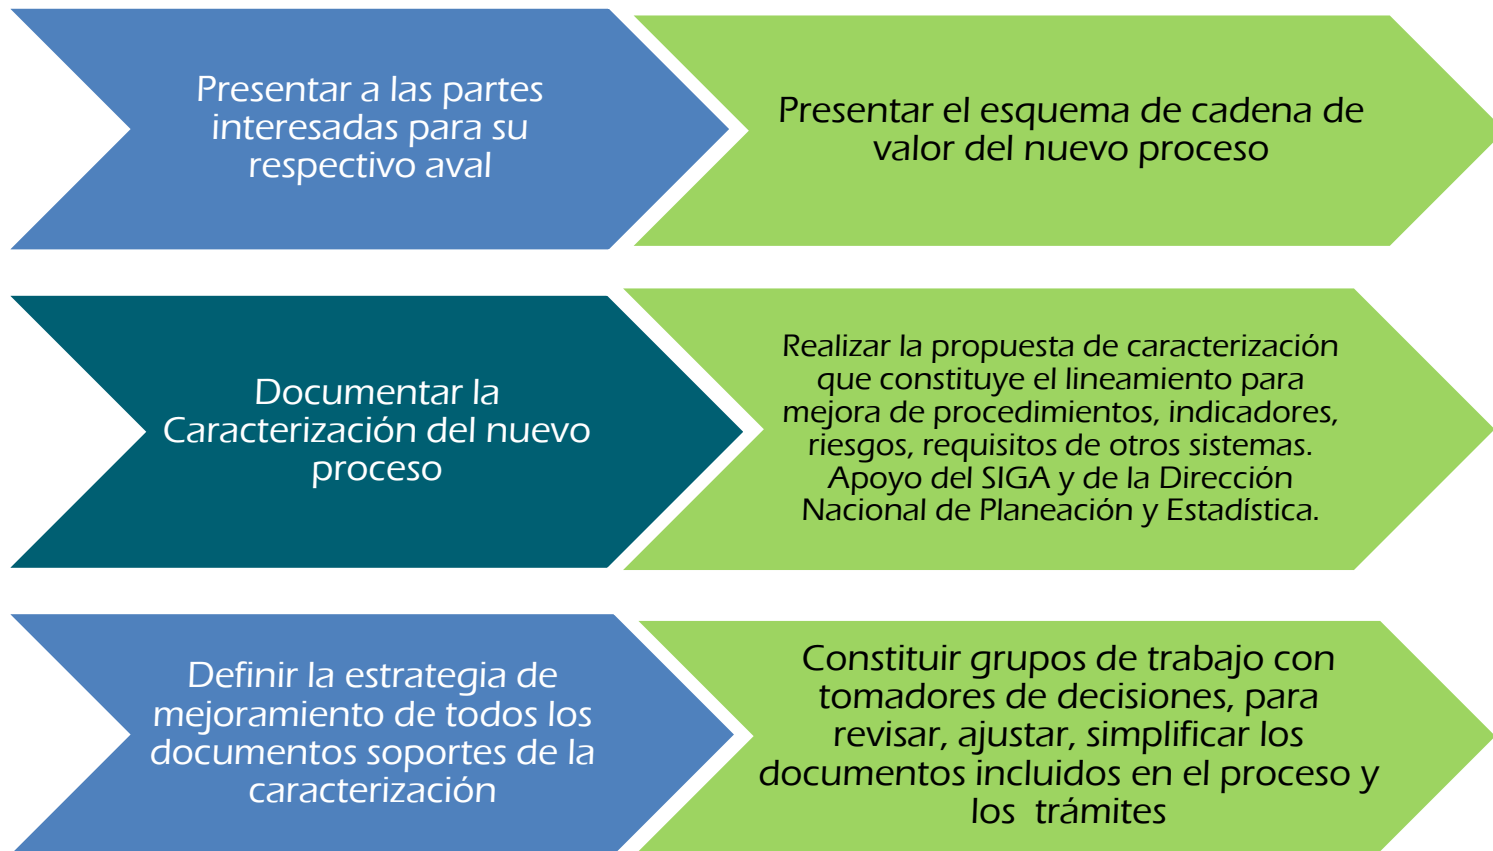 Presentar a las partes
interesadas para su
respectivo aval
Presentar el esquema de cadena de
valor del nuevo proceso
Documentar la
Caracterización del nuevo
proceso
Realizar la propuesta de caracterización
que constituye el lineamiento para
mejora de procedimientos, indicadores,
riesgos, requisitos de otros sistemas.
Apoyo del SIGA y de la Dirección
Nacional de Planeación y Estadística.
Definir la estrategia de
mejoramiento de todos los
documentos soportes de la
caracterización
Constituir grupos de trabajo con
tomadores de decisiones, para
revisar, ajustar, simplificar los
documentos incluidos en el proceso y
los trámites